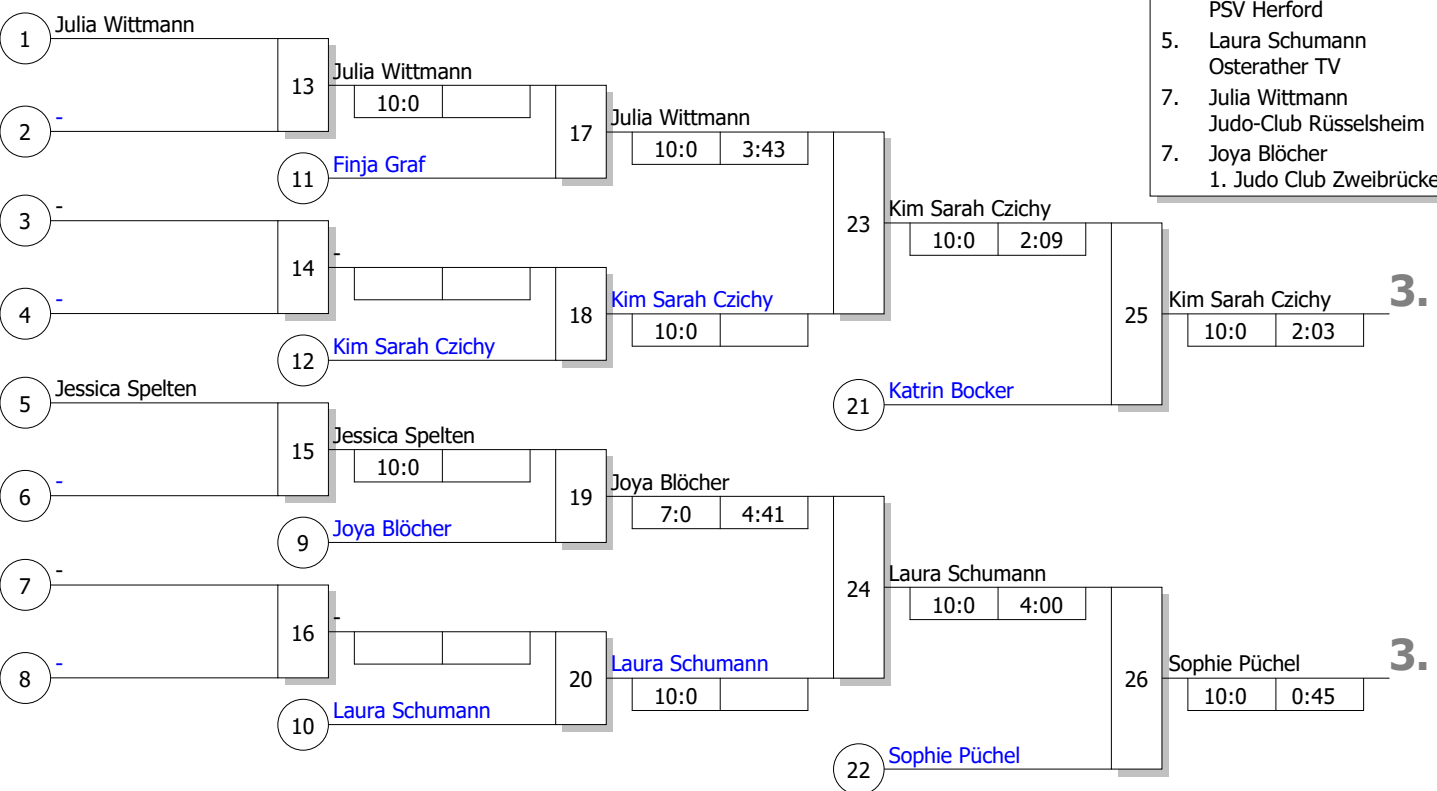 PSV Herford
5. Laura Schumann
Osterather TV
7. Julia Wittmann
Judo-Club Rüsselsheim
7. Joya Blöcher
1. Judo Club Zweibrücke
1 Julia Wittmann
13 Julia Wittmann
10:0
2 -
17 Julia Wittmann
10:0 3:43
11 Finja Graf
3 -
23 Kim Sarah Czichy
10:0 2:09
14 -
4 -
18 Kim Sarah Czichy
10:0
12 Kim Sarah Czichy
25 Kim Sarah Czichy 3.
10:0 2:03
21 Katrin Bocker
5 Jessica Spelten
15 Jessica Spelten
10:0
6 -
19 Joya Blöcher
7:0 4:41
9 Joya Blöcher
7 -
24 Laura Schumann
10:0 4:00
16 -
8 -
20 Laura Schumann
10:0
10 Laura Schumann
26 Sophie Püchel 3.
10:0 0:45
22 Sophie Püchel